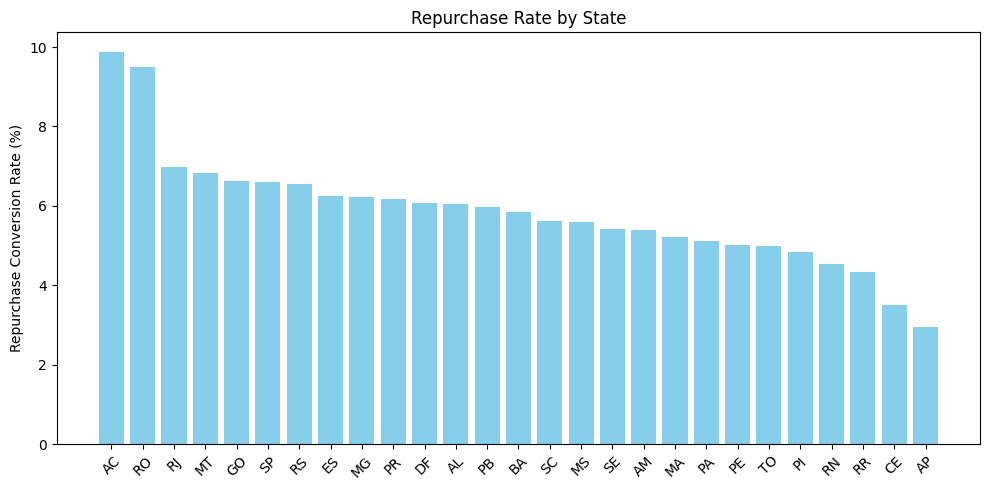 Repurchase Rate by State
Repurchase Conversion Rate (%)
10
8
6
4
2
0
AC RO RJ MT GO SP RS ES MG PR DF AL PB BA SC MS SE AM MA PA PE TO PI RN RR CE AP